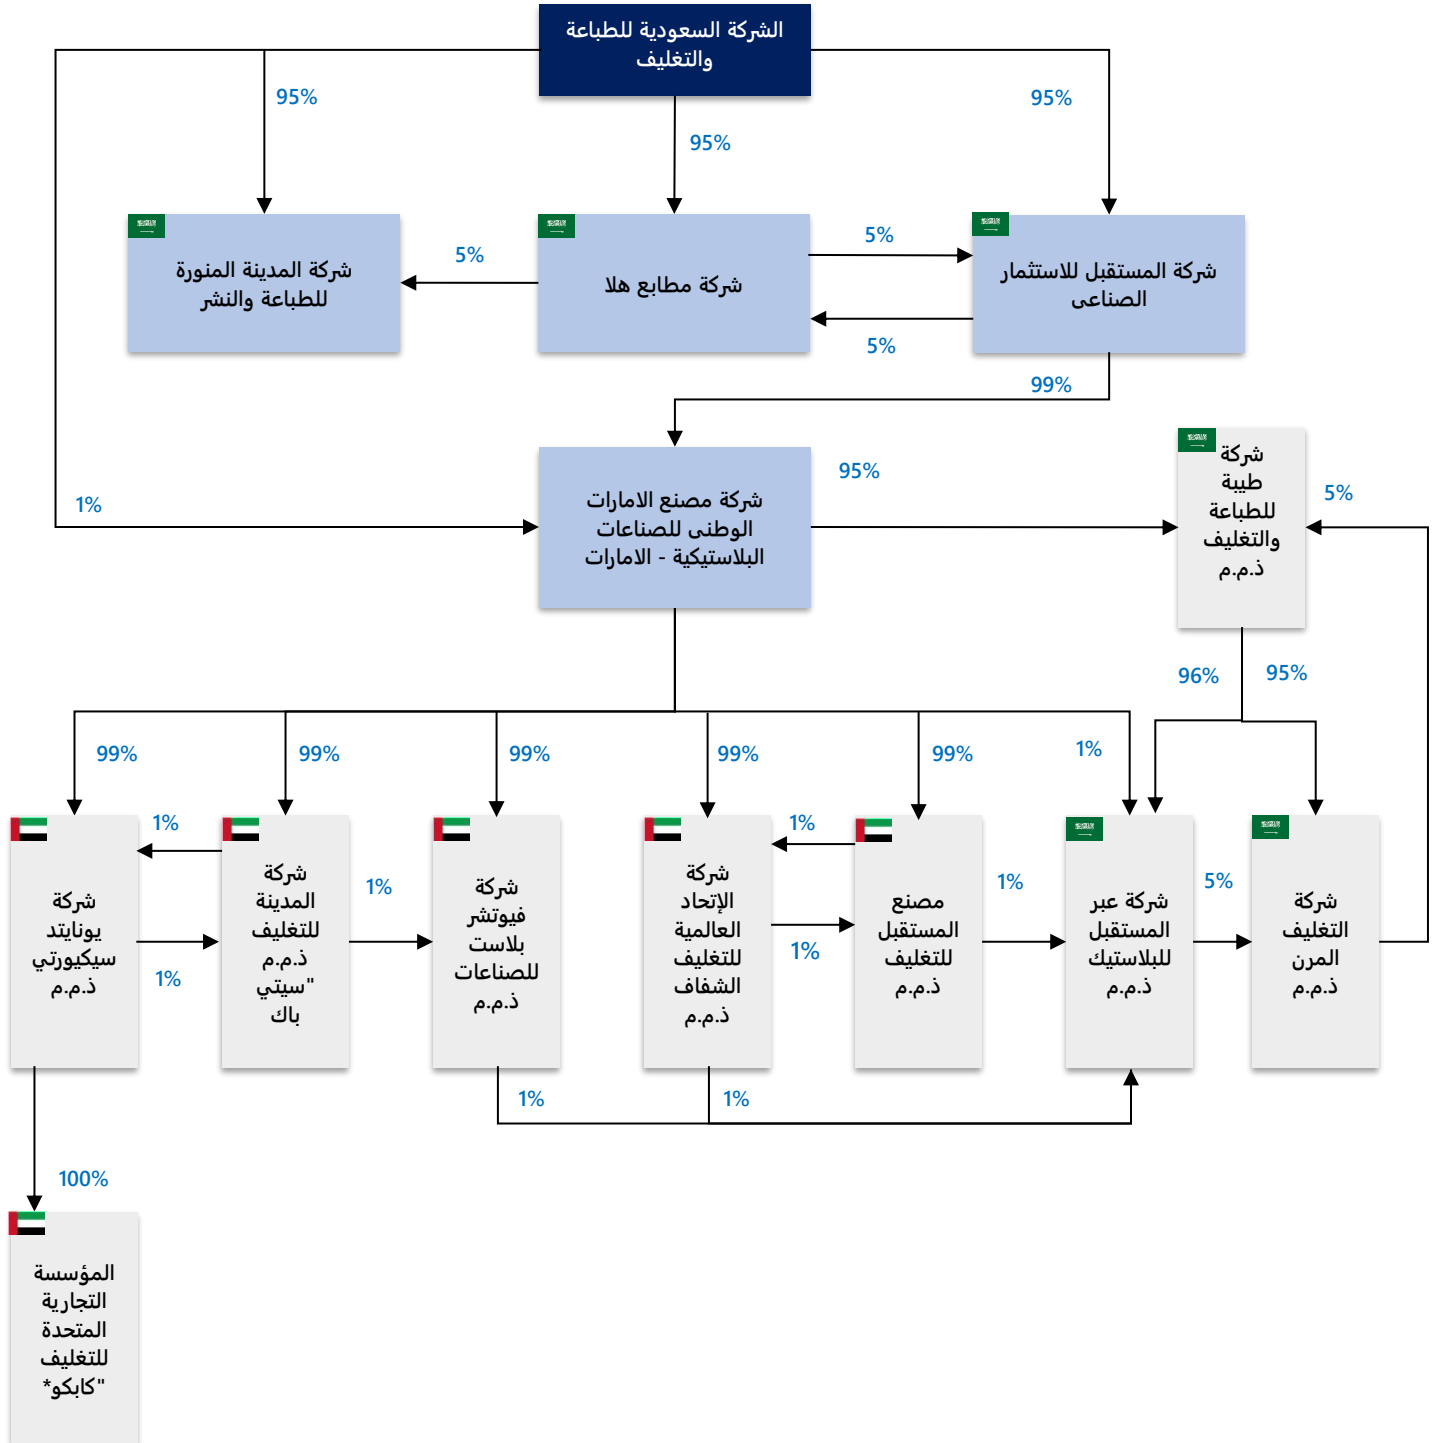 الشركة السعودية للطباعة
والتغليف
95%
95%
95%
شركة المستقبل للاستثمار
الصناعى
5%
5%
شركة مطابع هلا
5%
شركة المدينة المنورة
للطباعة والنشر
99%
1%
شركة مصنع الامارات
الوطنى للصناعات
البلاستيكية - الامارات
95%
شركة
طيبة
للطباعة
والتغليف
ذ.م.م
5%
96%
95%
99%
99%
99%
99%
99%
1%
شركة
التغليف
المرن
ذ.م.م
5%
شركة عبر
المستقبل
للبلاستيك
ذ.م.م
1%
مصنع
المستقبل
للتغليف
ذ.م.م
1%
1%
شركة
الإتحاد
العالمية
للتغليف
الشفاف
ذ.م.م
شركة
فيوتشر
بلاست
للصناعات
ذ.م.م
1%
شركة
المدينة
للتغليف
ذ.م.م
"سيتي
باك
1%
1%
شركة
يونايتد
سيكيورتي
ذ.م.م
1%
1%
100%
المؤسسة
التجارية
المتحدة
للتغليف
"كابكو*